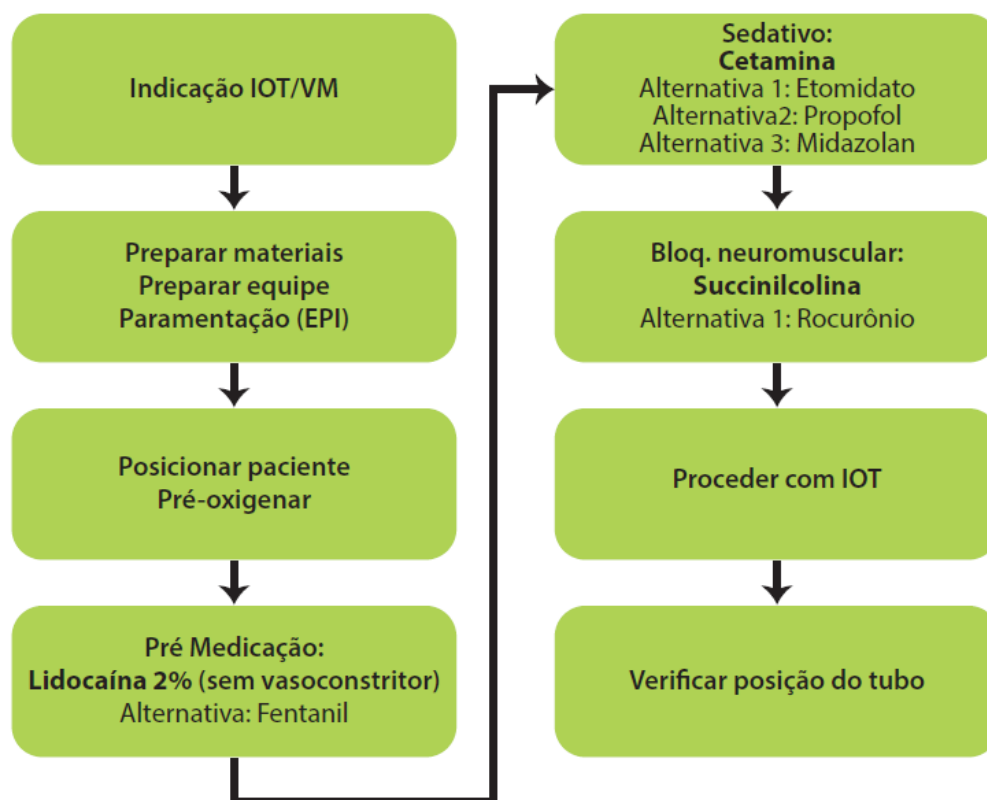 Indicação IOT/VM
Preparar materiais
Preparar equipe
Paramentação (EPI)
Posicionar paciente
Pré-oxigenar
Pré Medicação:
Lidocaína 2% (sem vasoconstritor)
Alternativa: Fentanil
Sedativo:
Cetamina
Alternativa 1: Etomidato
Alternativa2: Propofol
Alternativa 3: Midazolan
Bloq. neuromuscular:
Succinilcolina
Alternativa 1: Rocurônio
Proceder com IOT
Verificar posição do tubo